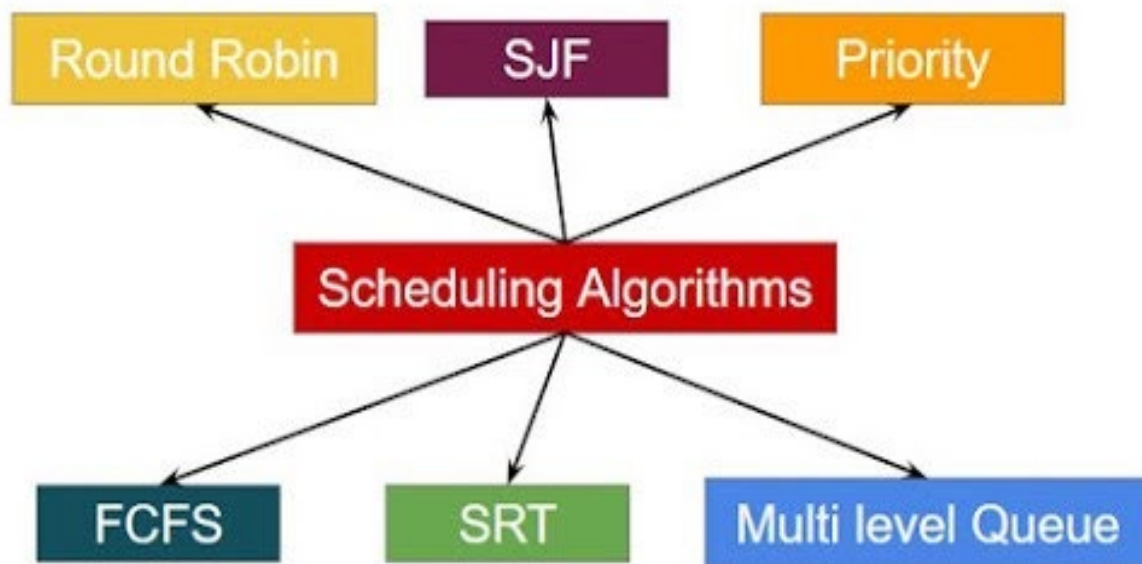 Round Robin
SJF
Priority
Scheduling Algorithms
FCFS
SRT
Multi level Queue